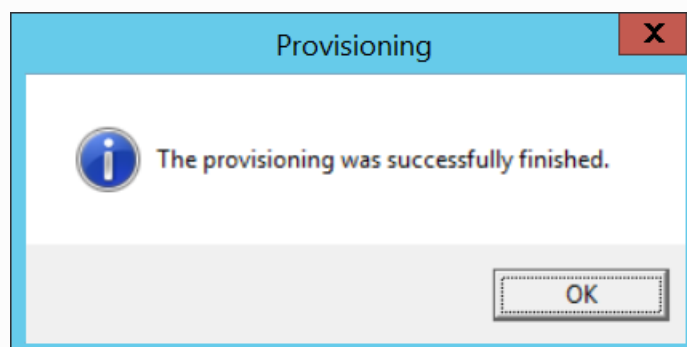 Provisioning
X
The provisioning was successfully finished.
OK